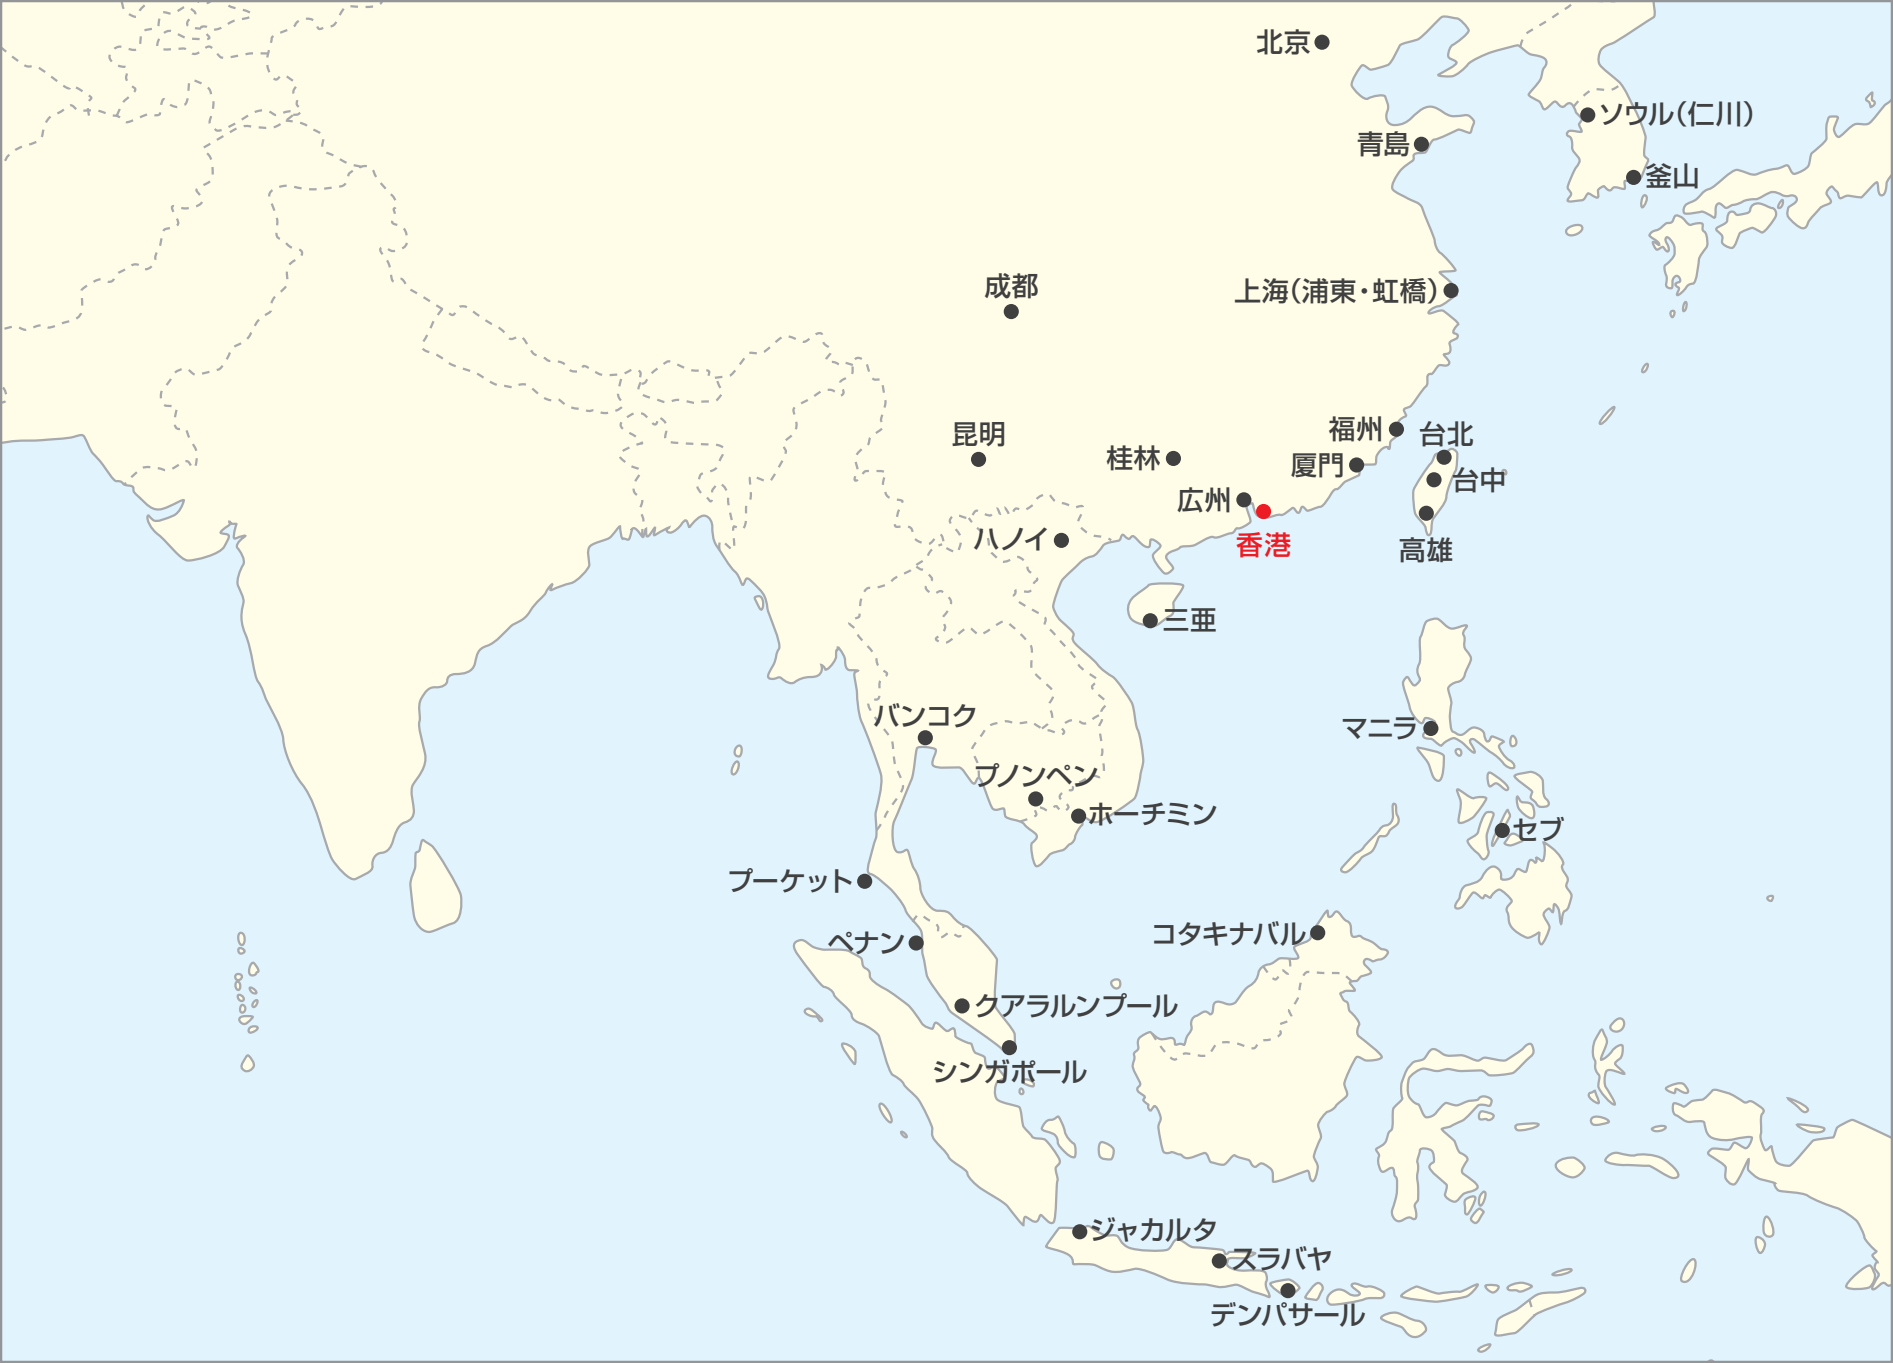 北京
ソウル(仁川)
青島
釜山
成都
上海(浦東・虹橋)
福州
台北
昆明
桂林
厦門
台中
広州
香港
ハノイ
高雄
三亜
バンコク
マニラ
プノンペン
ホーチミン
セブ
プーケット
コタキナバル
ペナン
クアラルンプール
シンガポール
ジャカルタ
スラバヤ
デンパサール